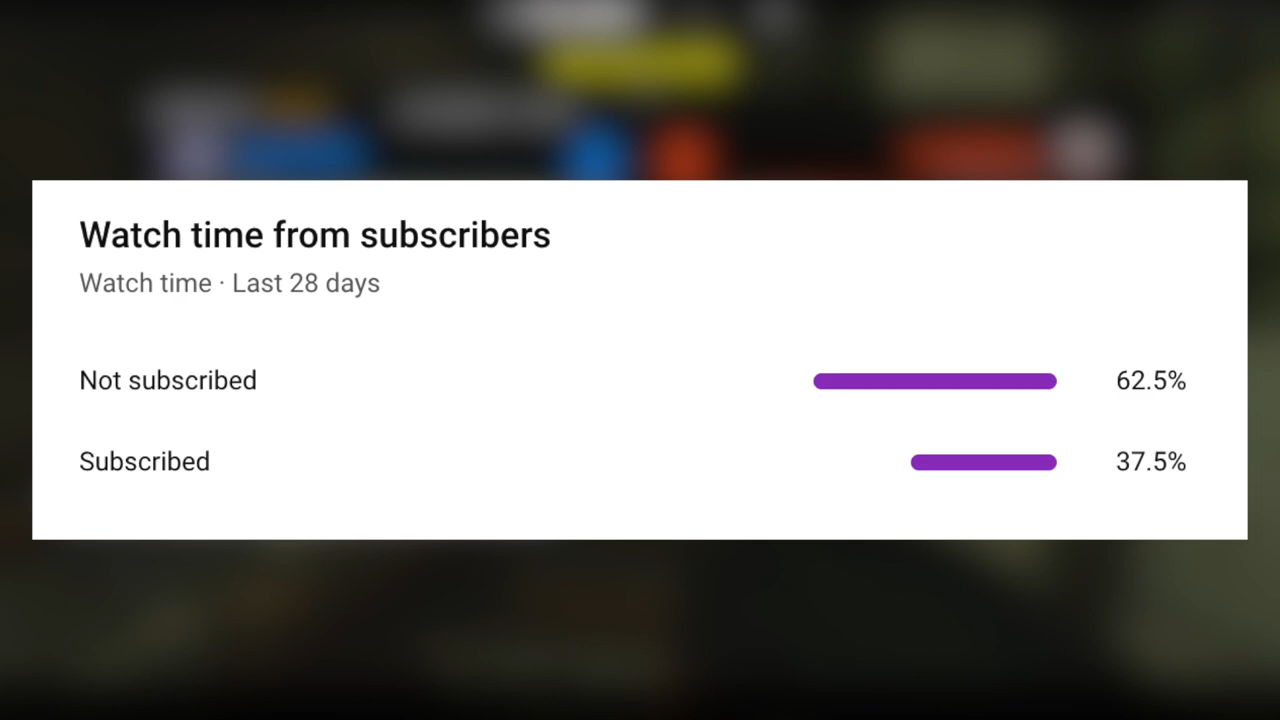 Watch time from subscribers
Watch time · Last 28 days
Not subscribed 62.5%
Subscribed 37.5%